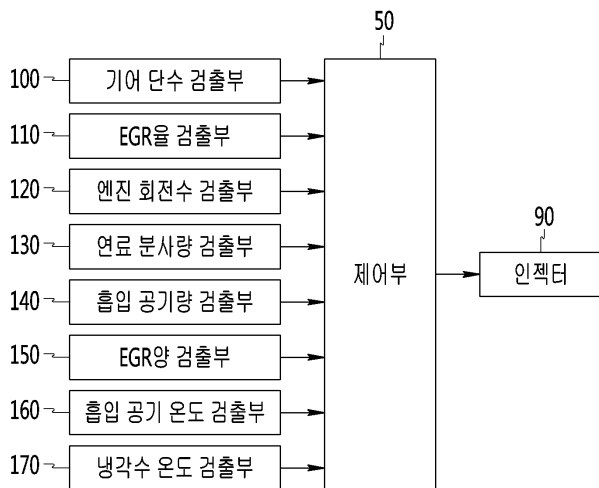 50
100 기어 단수 검출부
110 EGR율 검출부
120 엔진 회전수 검출부
90
130 연료 분사량 검출부
제어부
인젝터
140 흡입 공기량 검출부
150 EGR양 검출부
160 흡입 공기 온도 검출부
170 냉각수 온도 검출부